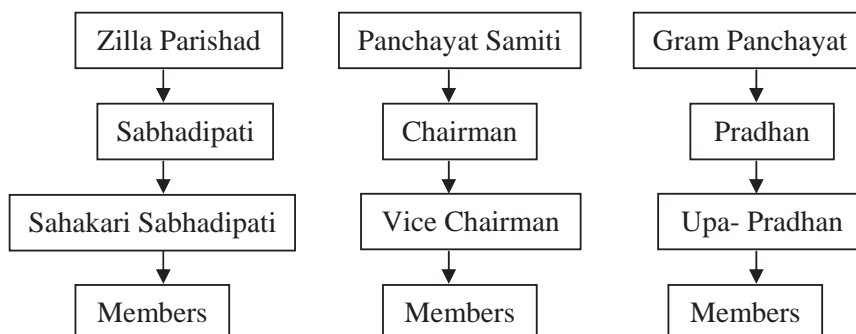 Zilla Parishad
Sabhadipati
Sahakari Sabhadipati
Members
Panchayat Samiti
Chairman
Vice Chairman
Members
Gram Panchayat
Pradhan
Upa- Pradhan
Members